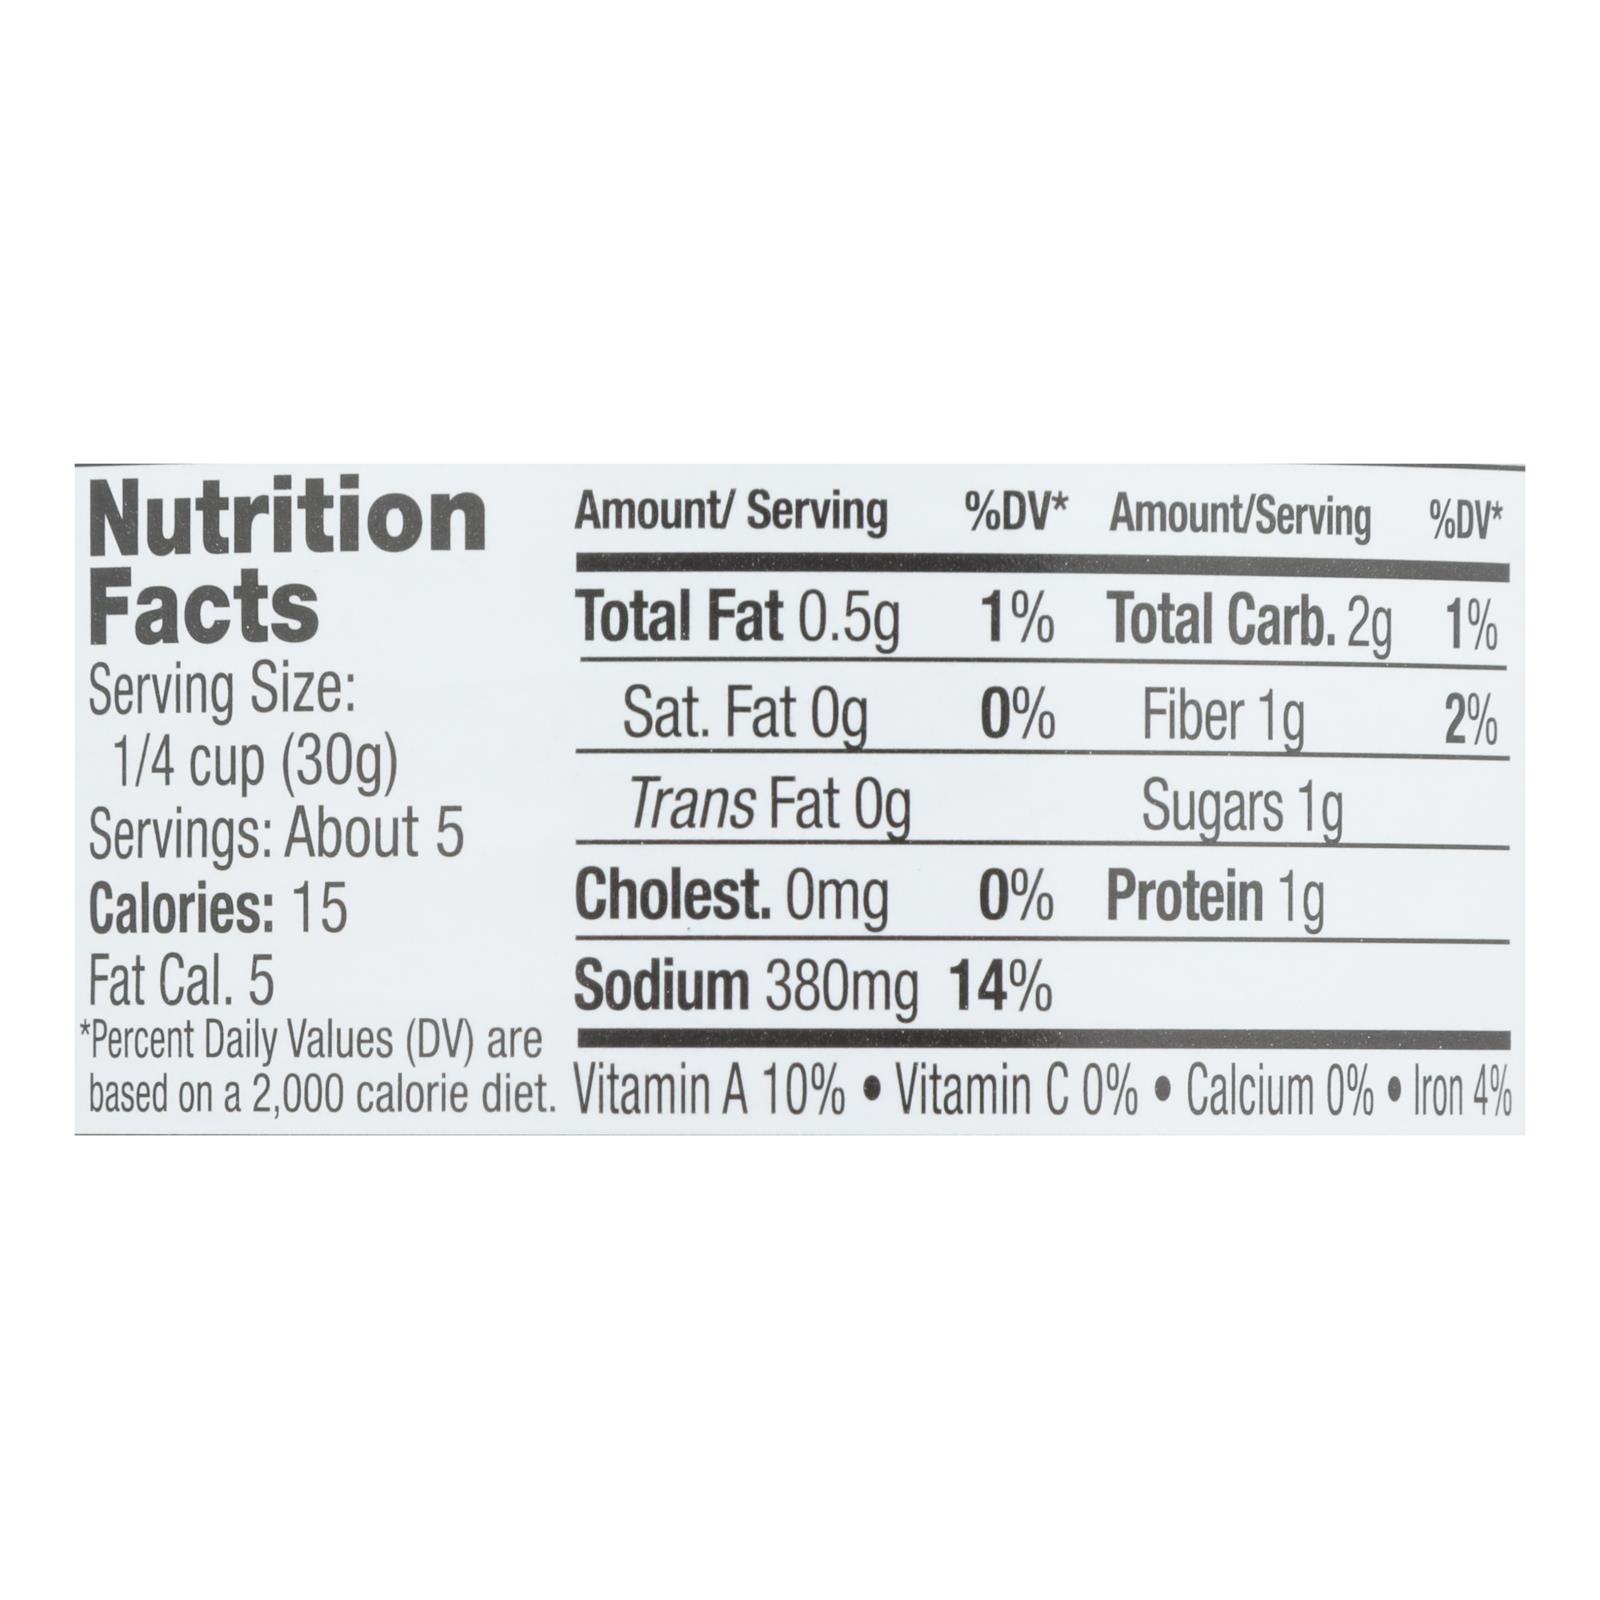 Nutrition
Facts
Serving Size:
1/4 cup (30g)
Servings: About 5
Calories: 15
Fat Cal. 5
*Percent Daily Values (DV) are
based on a 2,000 calorie diet.
Amount/ Serving %DV* Amount/Serving %DV*
Total Fat 0.5g 1% Total Carb. 2g 1%
Sat. Fat 0g 0% Fiber 1g 2%
Trans Fat 0g Sugars 1g
Cholest. 0mg 0% Protein 1g
Sodium 380mg 14%
Vitamin A 10% • Vitamin C 0% • Calcium 0% • Iron 4%